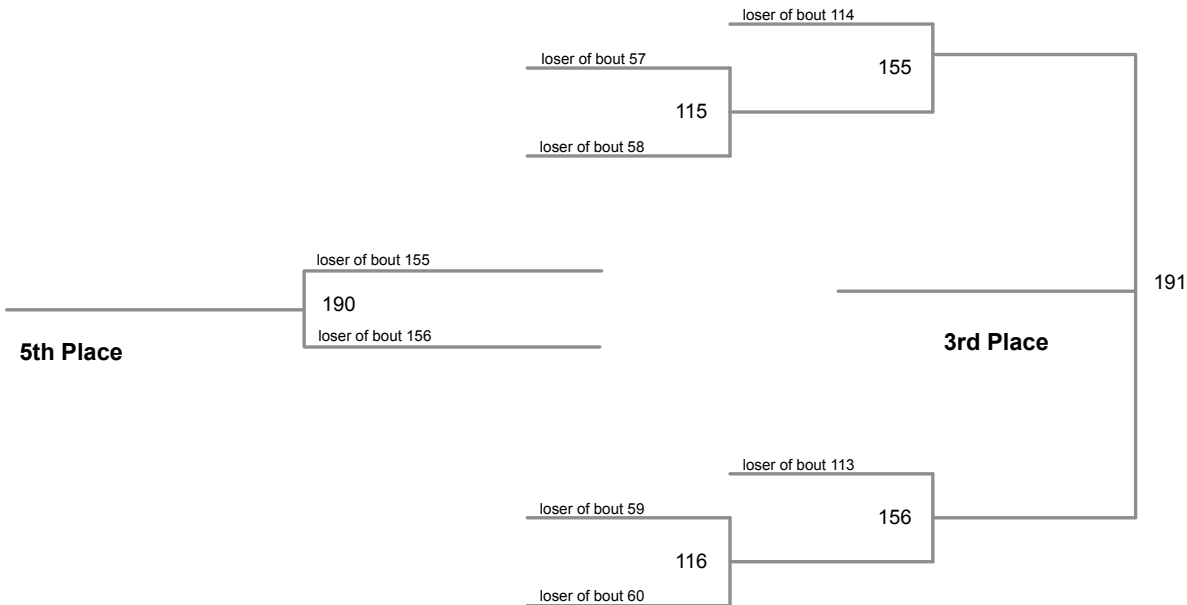 loser of bout 114
loser of bout 57
155
115
loser of bout 58
loser of bout 155
190
191
loser of bout 156
5th Place
3rd Place
loser of bout 113
loser of bout 59
156
116
loser of bout 60